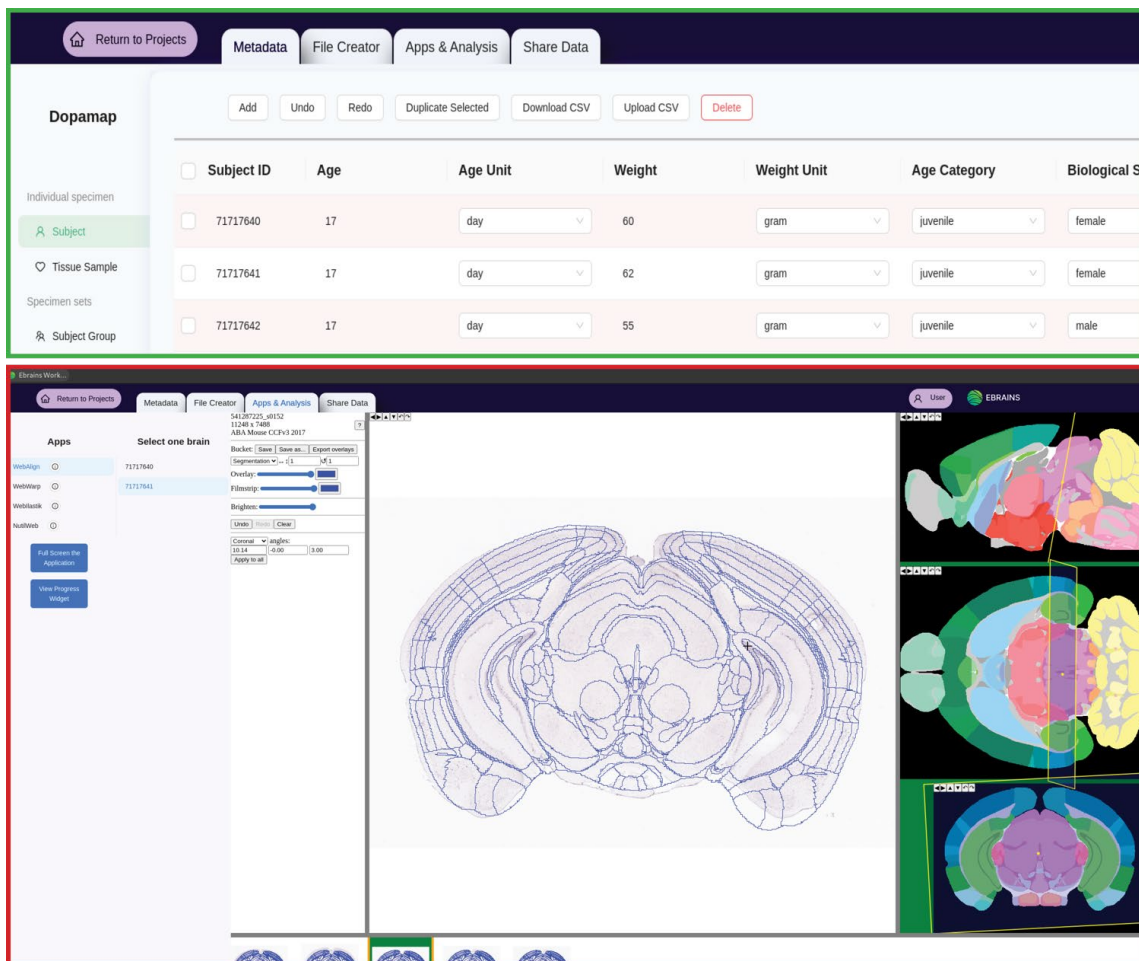 Return to Projects
Metadata
File Creator
Apps & Analysis
Share Data
Dopamap
Add
Undo
Redo
Duplicate Selected
Download CSV
Upload CSV
Delete
Subject ID Age Age Unit Weight Weight Unit Age Category Biological S
Individual specimen
Subject
Tissue Sample
Specimen sets
Subject Group
71717640 17 day 60 gram juvenile female
71717641 17 day 62 gram juvenile female
71717642 17 day 55 gram juvenile male
Ebrains Work...
Return to Projects
Metadata
File Creator
Apps & Analysis
Share Data
User
EBRAINS
Apps
Select one brain
WebAlign
WebWarp
Webilastik
NutilWeb
71717640
71717641
Full Screen the
Application
View Progress
Widget
541287225_s0152
11248 x 7488
ABA Mouse CCFv3 2017
?
Bucket: Save Save as... Export overlays
Segmentation 1 1
Overlay:
Filmstrip:
Brighten:
Undo Redo Clear
Coronal angles:
10.14 -0.00 3.00
Apply to all